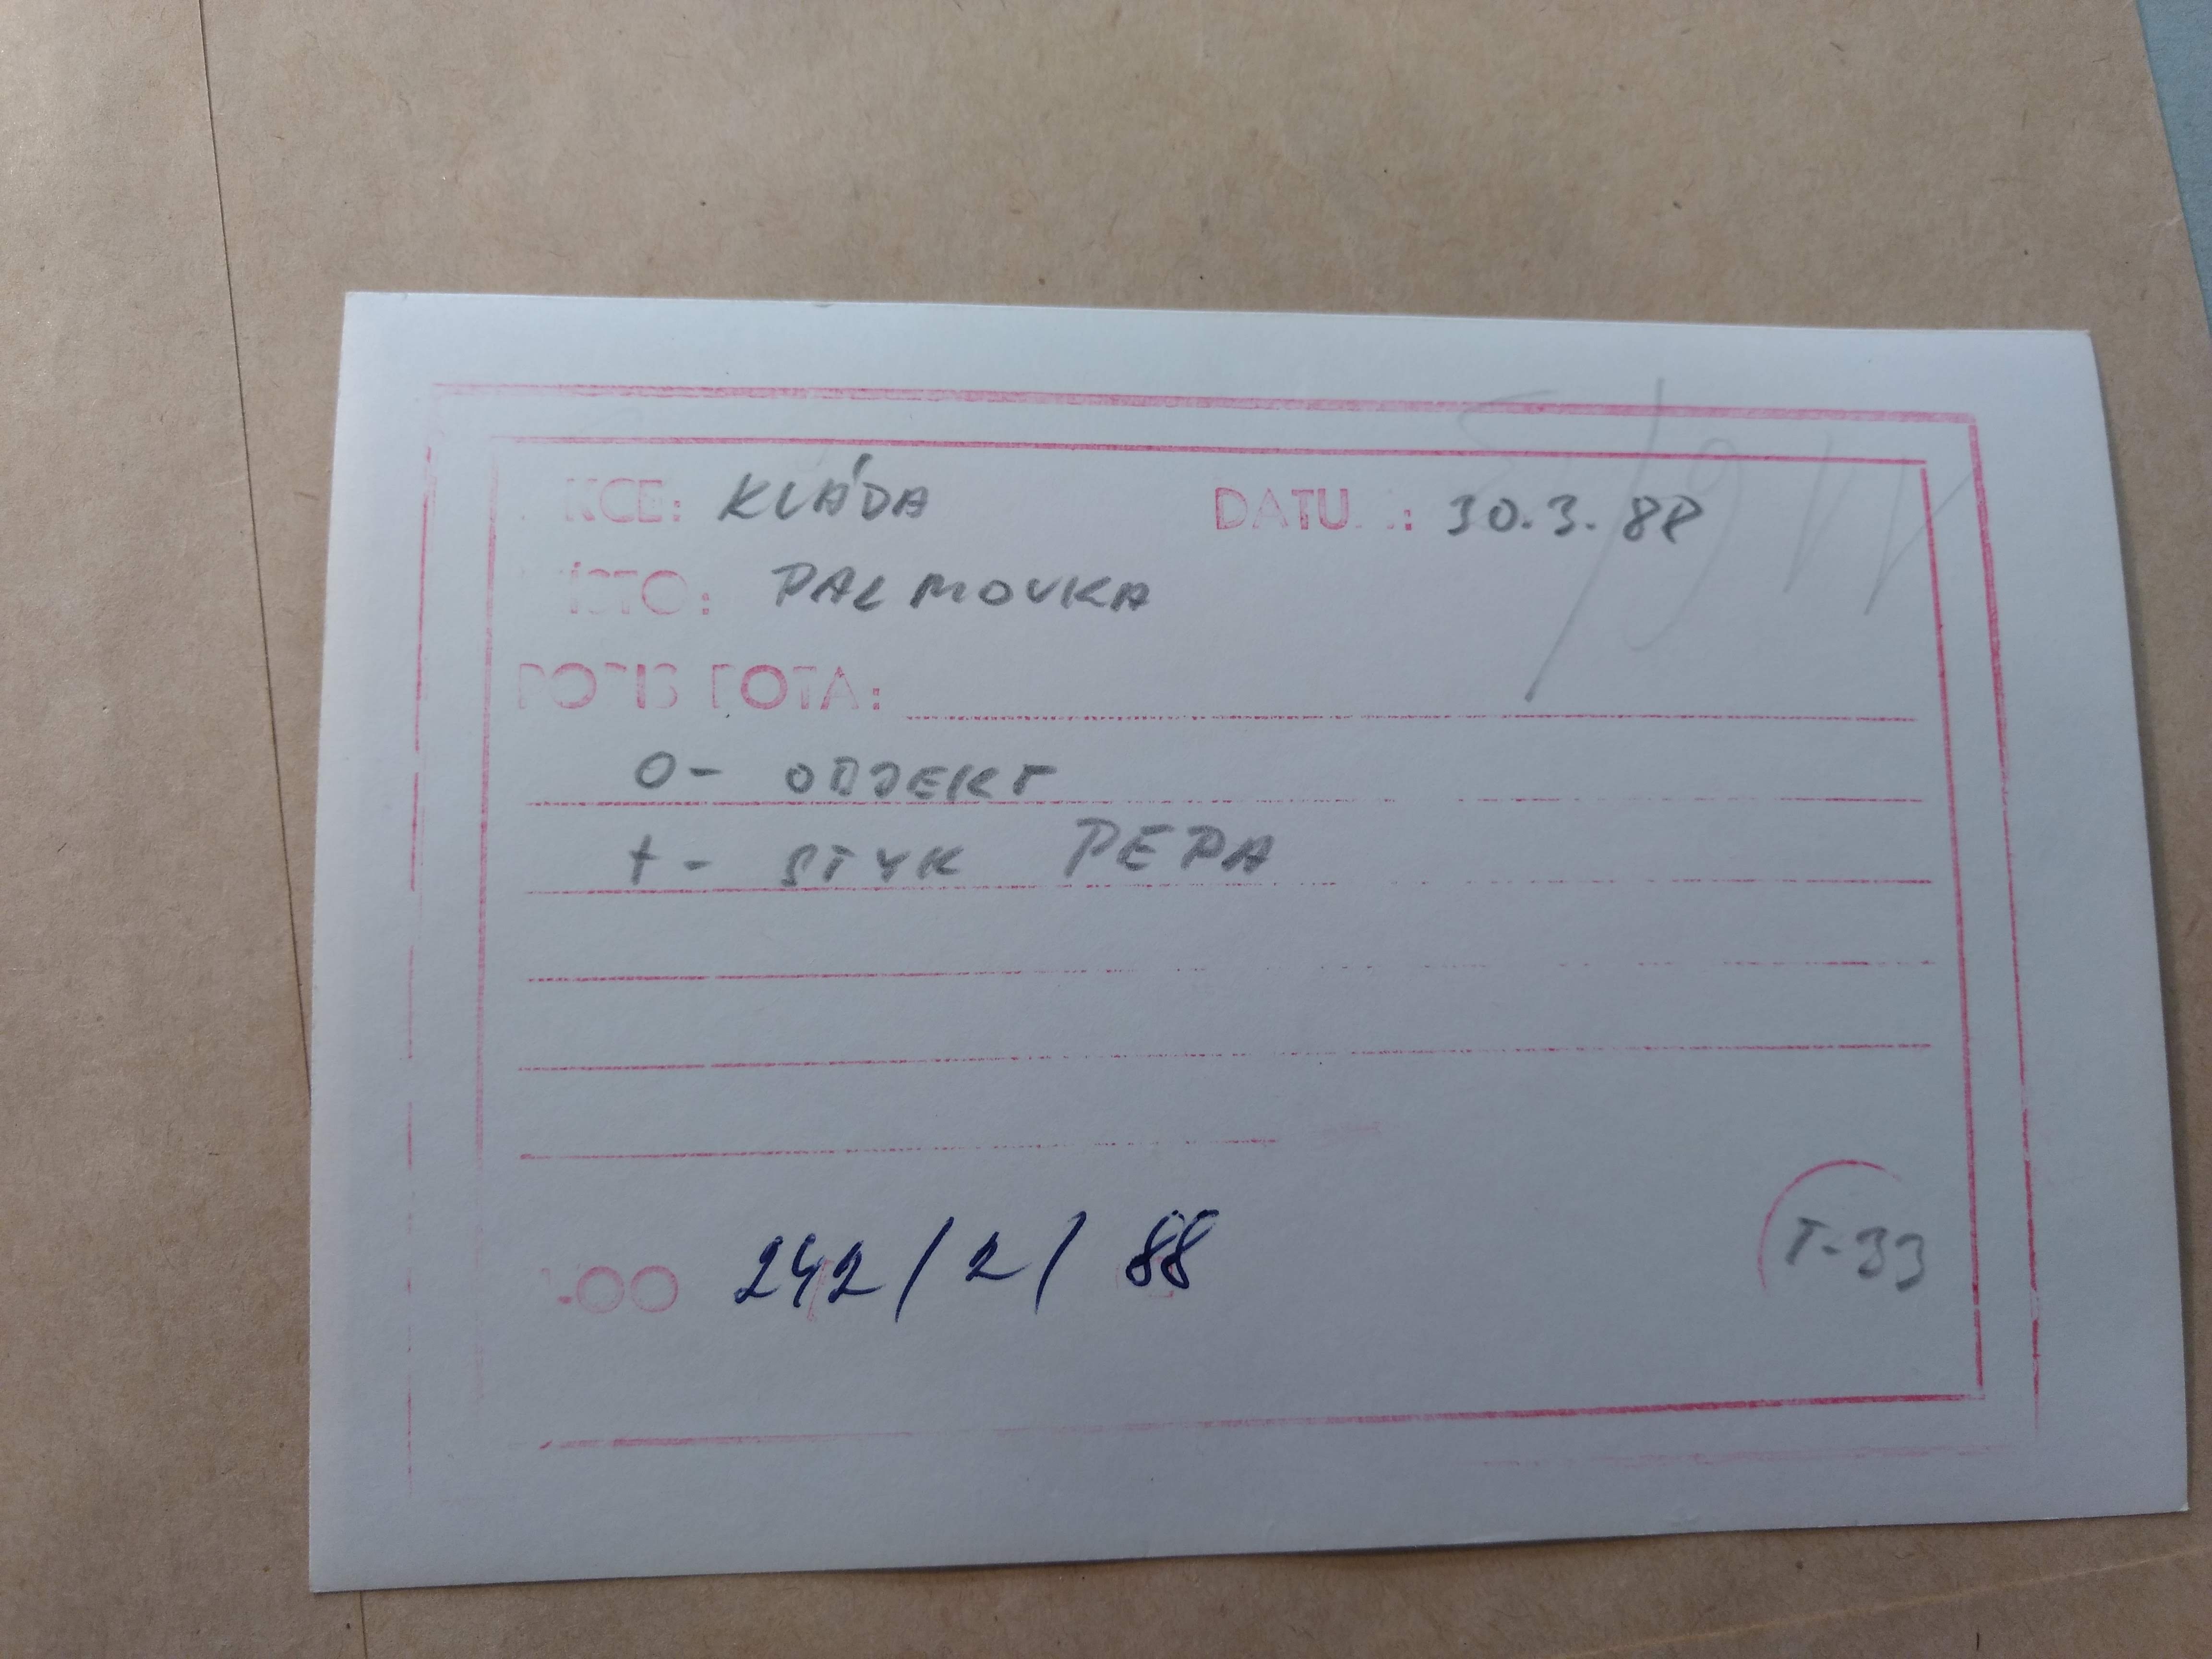 KCE: KLÁDA DATU : 30.3.88
ÍSTO: PALMOVKA
POPIS FOTA:
O - OBJEKT
+ - STYK PEPA
OO 242/2/88
T-33